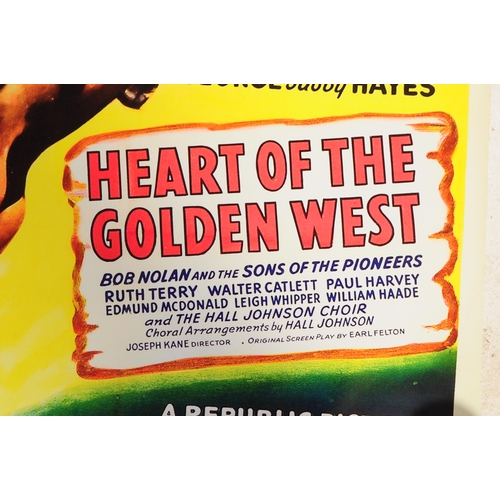 Gabby HAYES
HEART OF THE
GOLDEN WEST
BOB NOLAN AND THE SONS OF THE PIONEERS
RUTH TERRY WALTER CATLETT PAUL HARVEY
EDMUND MCDONALD LEIGH WHIPPER WILLIAM HAADE
and THE HALL JOHNSON CHOIR
Choral Arrangements by HALL JOHNSON
JOSEPH KANE DIRECTOR . ORIGINAL SCREEN PLAY BY EARL FELTON
A REPUBLIC